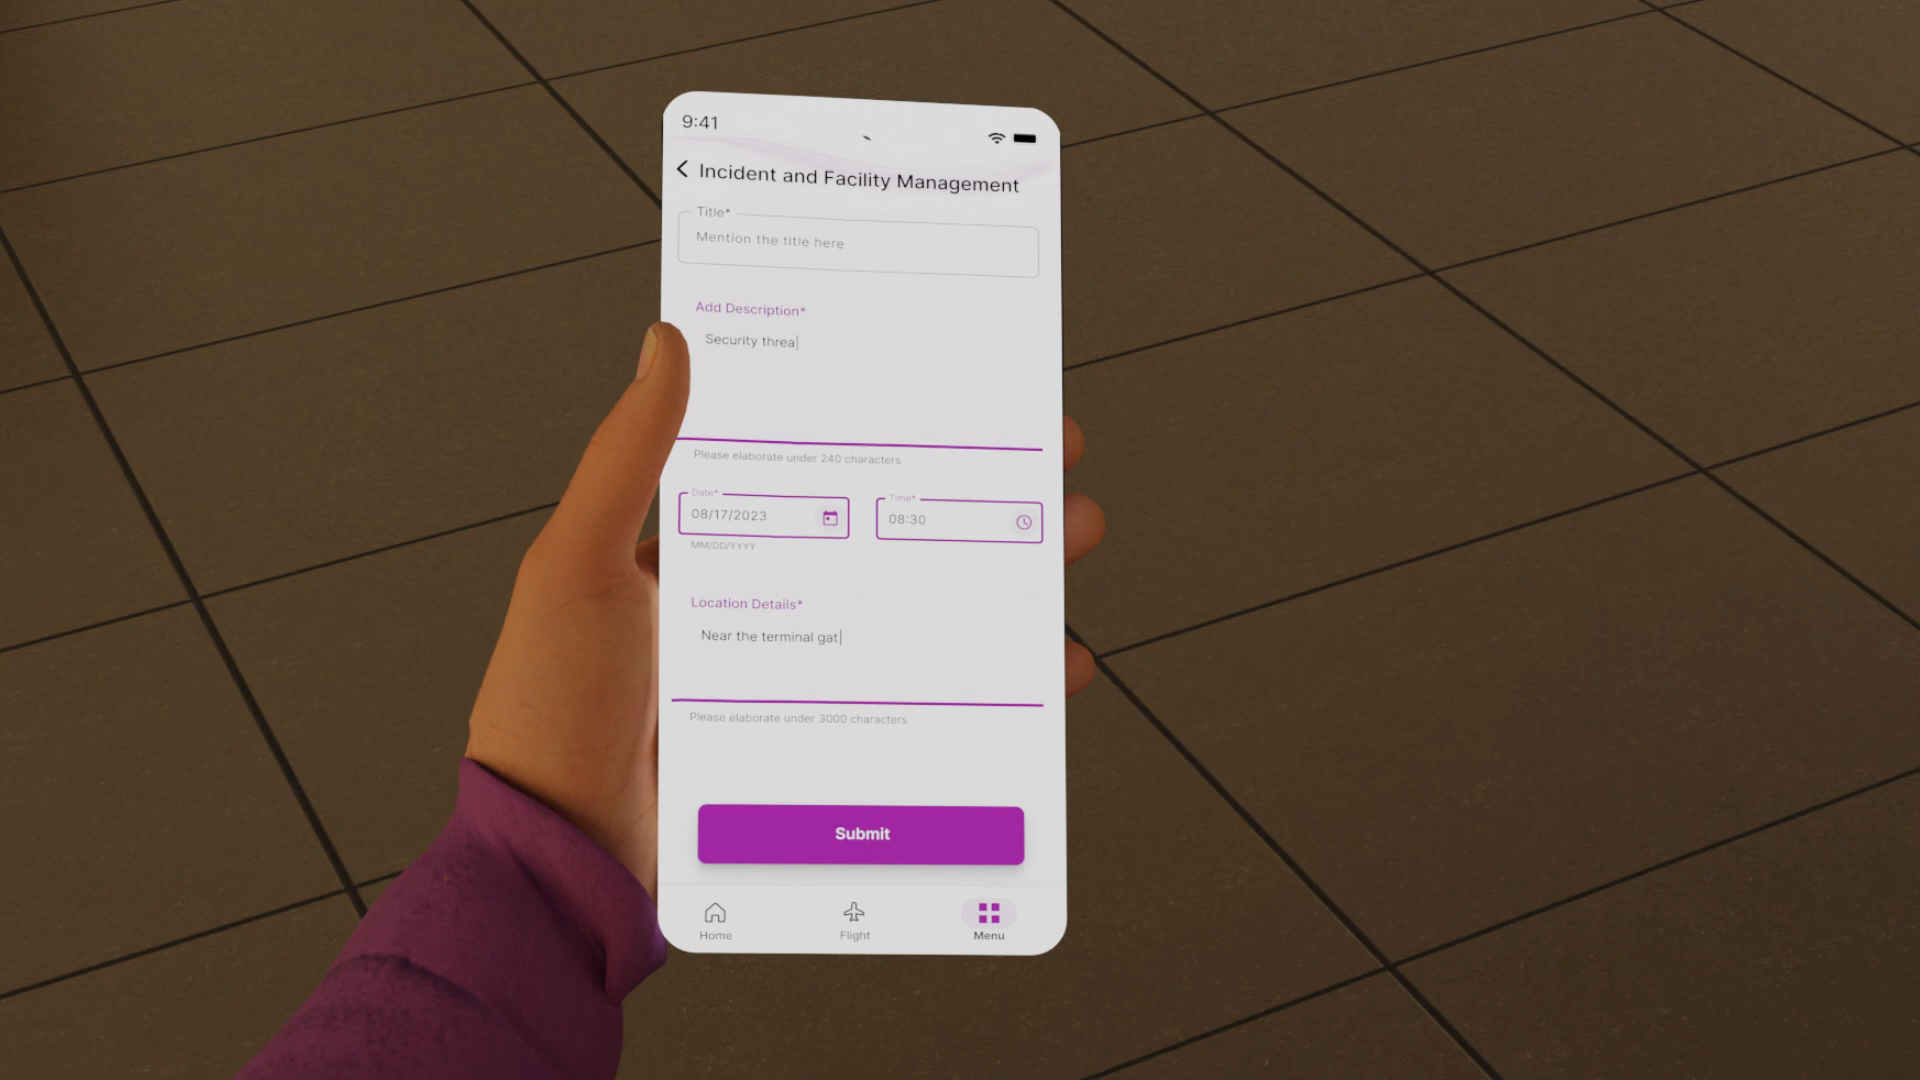 9:41
Incident and Facility Management
Title*
Mention the title here
Add Description*
Security threa
Please elaborate under 240 characters
Date*
Time*
08/17/2023
08:30
MM/DD/YYYY
Location Details*
Near the terminal gat
Please elaborate under 3000 characters
Submit
Home
Flight
Menu